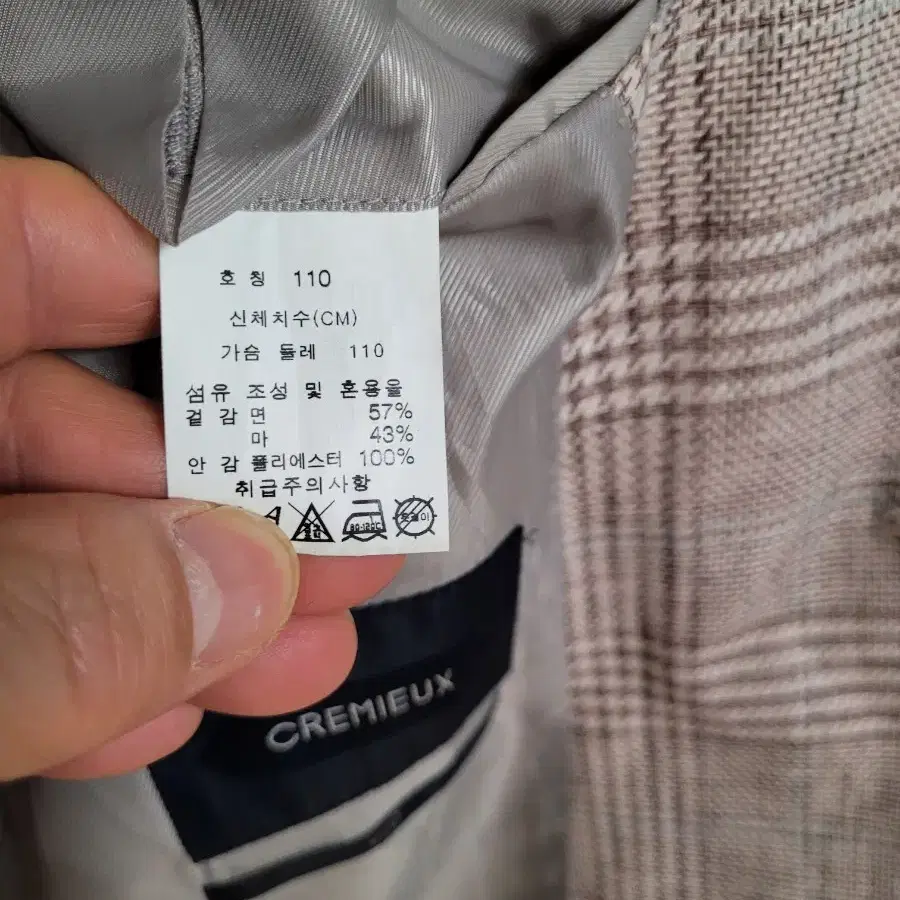 호 칭 110
신체치수(CM)
가슴 둘레 110
섬유 조성 및 혼용율
겉 감 면 57%
마 43%
안 감 폴리에스터 100%
취급주의사항
80-120C
CREMIEUX